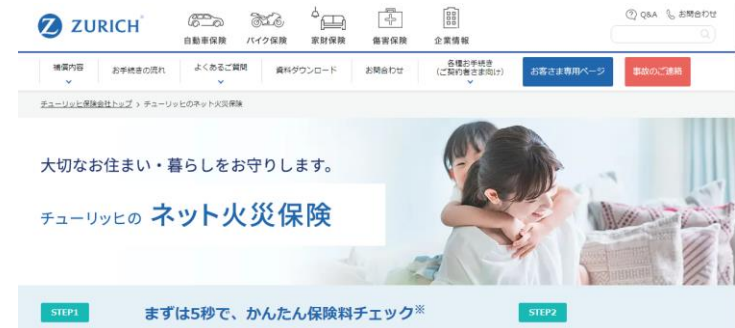 ZURICH
自動車保険
バイク保険
家財保険
傷害保険
企業情報
Q&A お問合わせ
補償内容
お手続きの流れ
よくあるご質問
資料ダウンロード
お問合わせ
各種お手続き
(ご契約者さま向け)
お客さま専用ページ
事故のご連絡
チューリッヒ保険会社トップ > チューリッヒのネット火災保険
大切なお住まい・暮らしをお守りします。
チューリッヒの ネット火災保険
STEP1
まずは5秒で、かんたん保険料チェック※
STEP2